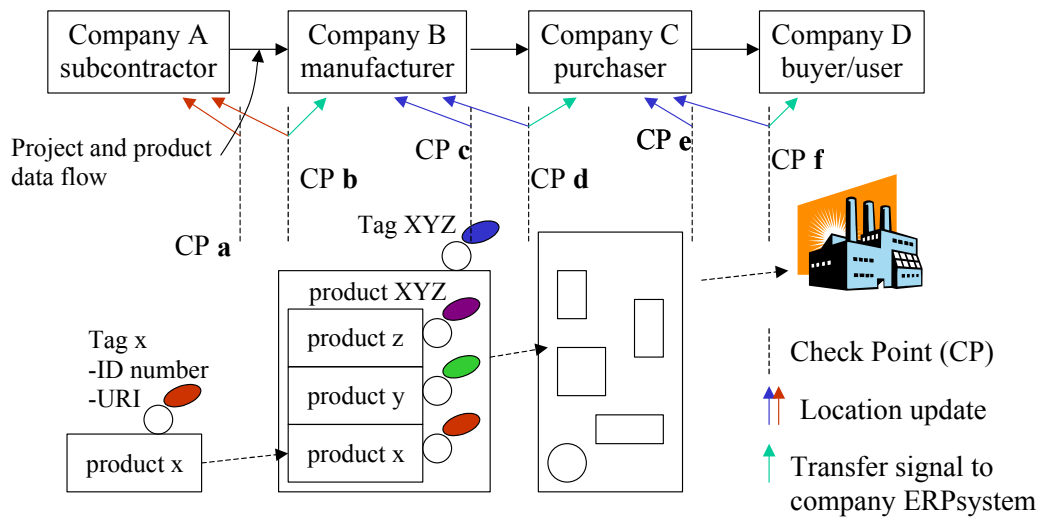 Company A
subcontractor
Company B
manufacturer
Company C
purchaser
Company D
buyer/user
Project and product
data flow
CP a
CP b
CP c
CP d
CP e
CP f
Tag XYZ
product XYZ
product z
product y
product x
Tag x
-ID number
-URI
product x
Check Point (CP)
Location update
Transfer signal to
company ERPsystem